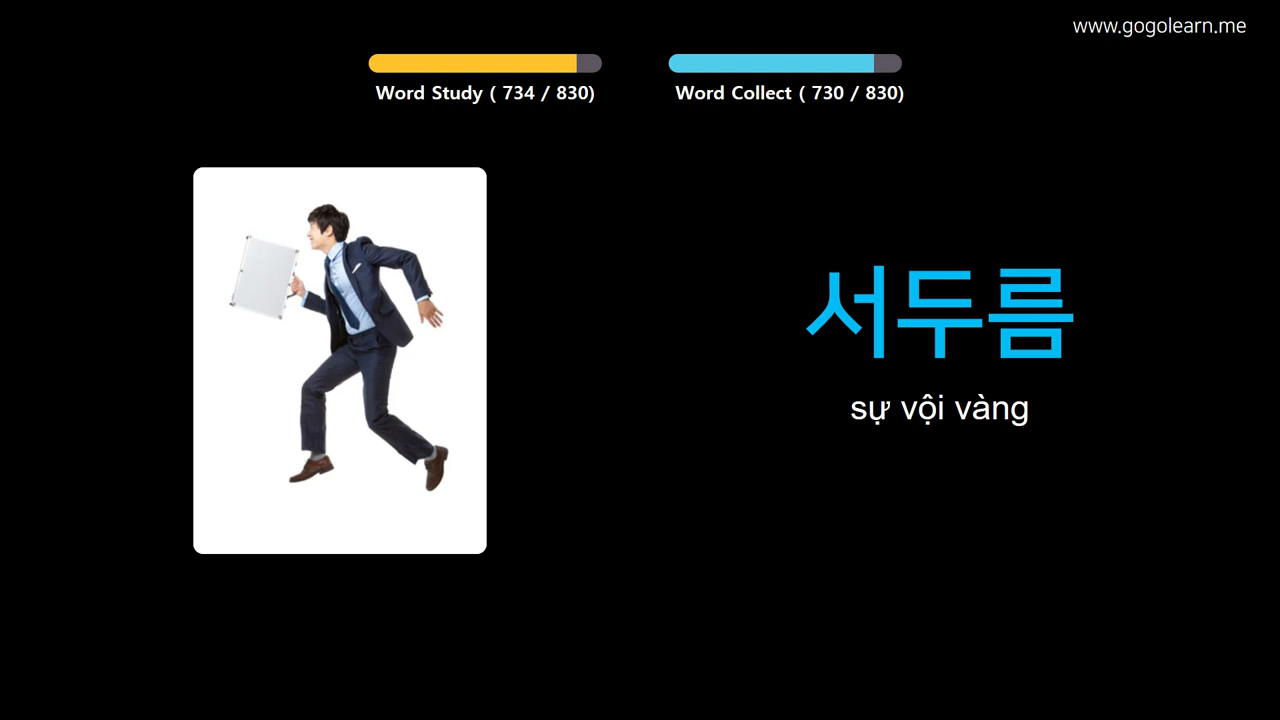 www.gogolearn.me
Word Study ( 734 / 830)
Word Collect ( 730 / 830)
서두름
sự vội vàng